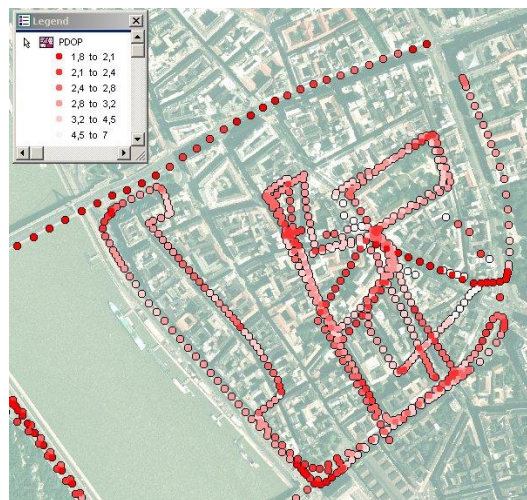 Legend
PDOP
1,8 to 2,1
2,1 to 2,4
2,4 to 2,8
2,8 to 3,2
3,2 to 4,5
4,5 to 7